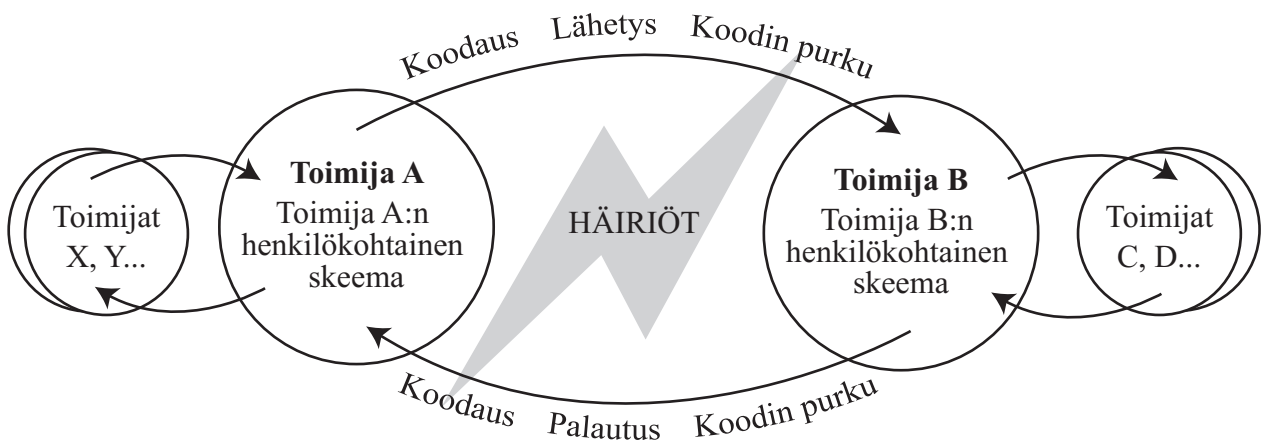 Koodaus Lähetys Koodin purku
Toimijat
X, Y...
Toimija A
Toimija A:n
henkilökohtainen
skeema
HÄIRIÖT
Toimija B
Toimija B:n
henkilökohtainen
skeema
Toimijat
C, D...
Koodaus Palautus Koodin purku